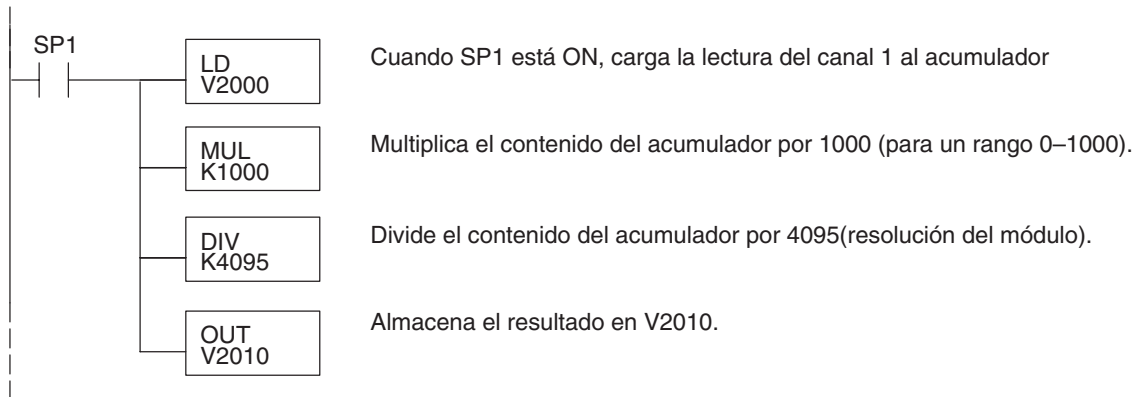 SP1
LD
V2000
Cuando SP1 está ON, carga la lectura del canal 1 al acumulador
MUL
K1000
Multiplica el contenido del acumulador por 1000 (para un rango 0–1000).
DIV
K4095
Divide el contenido del acumulador por 4095(resolución del módulo).
OUT
V2010
Almacena el resultado en V2010.